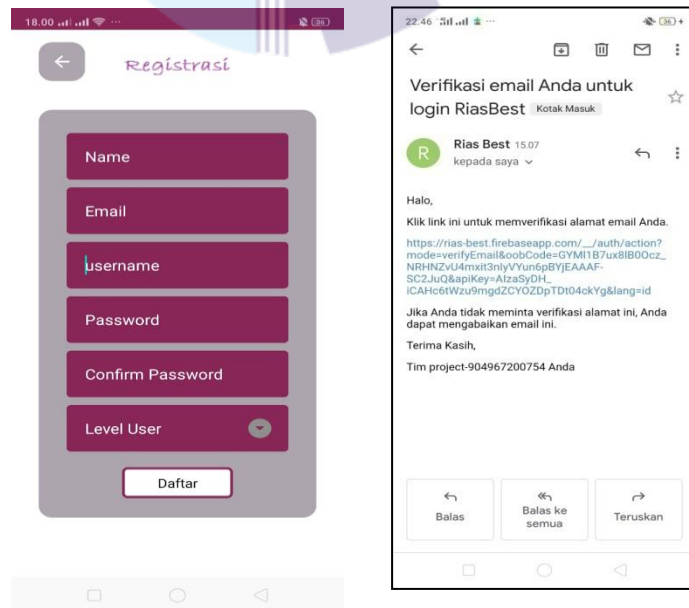 18.00
36
Registrasi
Name
Email
username
Password
Confirm Password
Level User
Daftar
22.46
36
Verifikasi email Anda untuk
login RiasBest Kotak Masuk
R
Rias Best 15.07
kepada saya
Halo,
Klik link ini untuk memverifikasi alamat email Anda.
https://rias-best.firebaseapp.com/__/auth/action?
mode=verifyEmail&oobCode=GYMI1B7ux8IB0Ocz_
NRHNZvU4mxit3nlyVYun6pBYjEAAAF-
SC2JuQ&apiKey=AIzaSyDH_
iCAHc6tWzu9mgdZCYOZDpTDt04ckYg&lang=id
Jika Anda tidak meminta verifikasi alamat ini, Anda
dapat mengabaikan email ini.
Terima Kasih,
Tim project-904967200754 Anda
Balas
Balas ke
semua
Teruskan